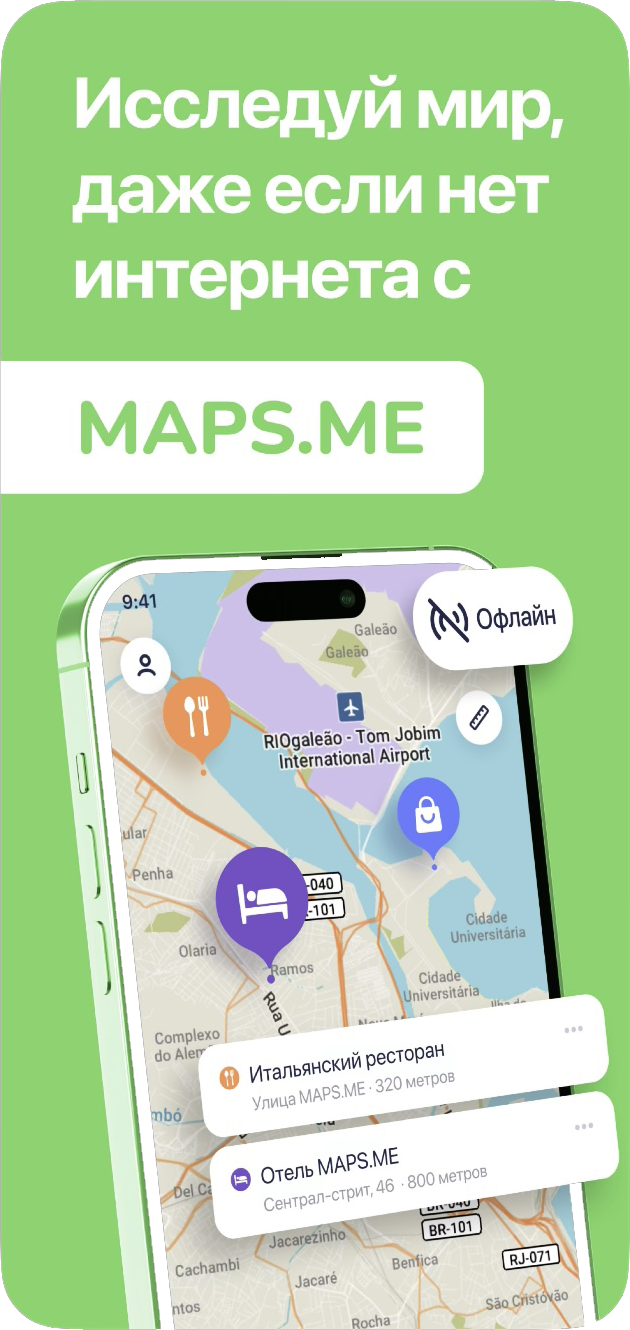 Исследуй мир,
даже если нет
интернета с
MAPS.ME
9:41
Офлайн
Galeão
Galeão
RIOgaleão - Tom Jobim
International Airport
ular
Penha
-040
-101
Olaria
Ramos
Cidade
Universitária
Cidade
Universitária
Rua U
Complexo
do Alem
Итальянский ресторан
Улица MAPS.ME · 320 метров
mbó
Отель MAPS.ME
Сентрал-стрит, 46 · 800 метров
Del Ca
BR-040
BR-101
Jacarezinho
Benfica
RJ-071
Cachambi
Jacaré
São Cristóvão
ntos
Rocha